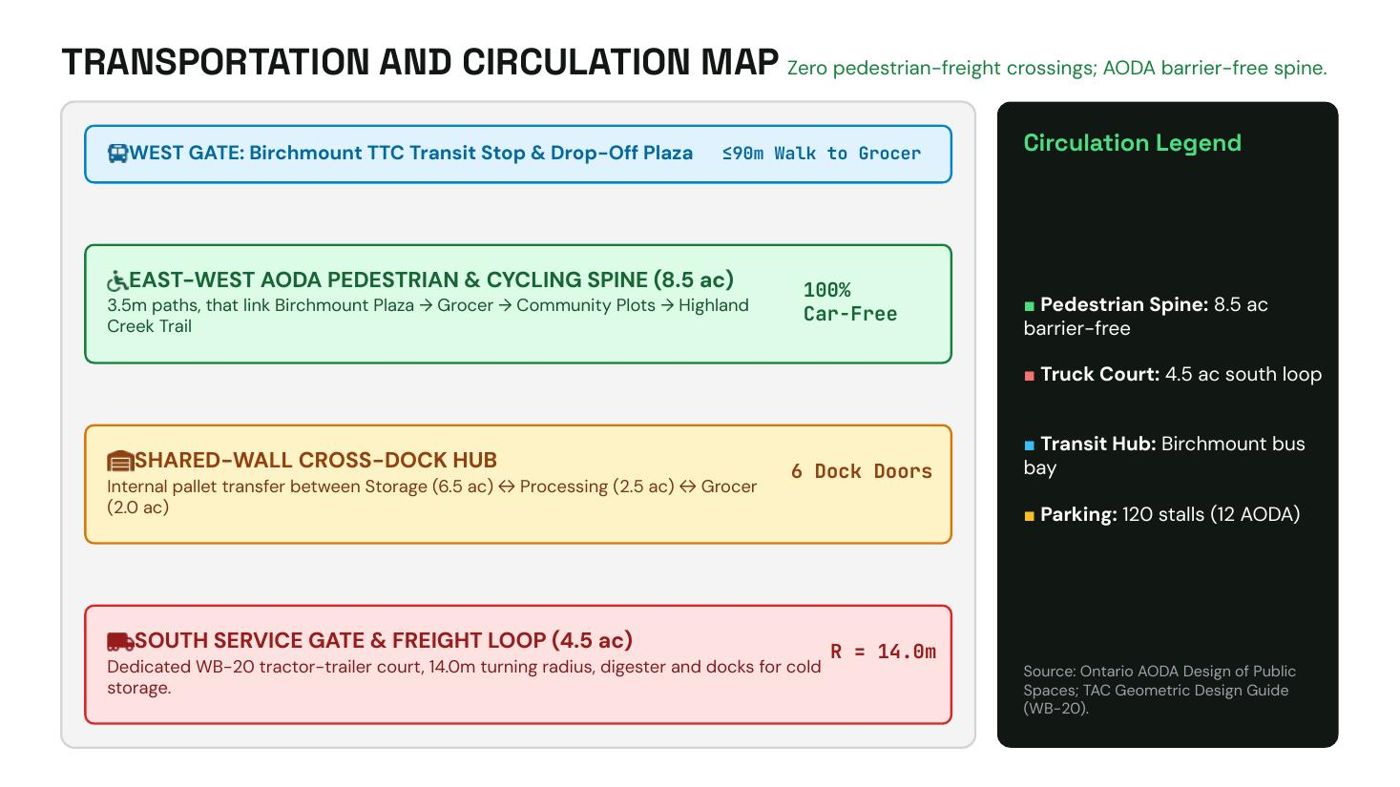 TRANSPORTATION AND CIRCULATION MAP Zero pedestrian-freight crossings; AODA barrier-free spine.
WEST GATE: Birchmount TTC Transit Stop & Drop-Off Plaza ≤90m Walk to Grocer
EAST-WEST AODA PEDESTRIAN & CYCLING SPINE (8.5 ac)
3.5m paths, that link Birchmount Plaza → Grocer → Community Plots → Highland
Creek Trail
100%
Car-Free
SHARED-WALL CROSS-DOCK HUB
Internal pallet transfer between Storage (6.5 ac) ↔ Processing (2.5 ac) ↔ Grocer
(2.0 ac)
6 Dock Doors
SOUTH SERVICE GATE & FREIGHT LOOP (4.5 ac)
Dedicated WB-20 tractor-trailer court, 14.0m turning radius, digester and docks for cold
storage.
R = 14.0m
Circulation Legend
■ Pedestrian Spine: 8.5 ac
barrier-free
■ Truck Court: 4.5 ac south loop
■ Transit Hub: Birchmount bus
bay
■ Parking: 120 stalls (12 AODA)
Source: Ontario AODA Design of Public
Spaces; TAC Geometric Design Guide
(WB-20).